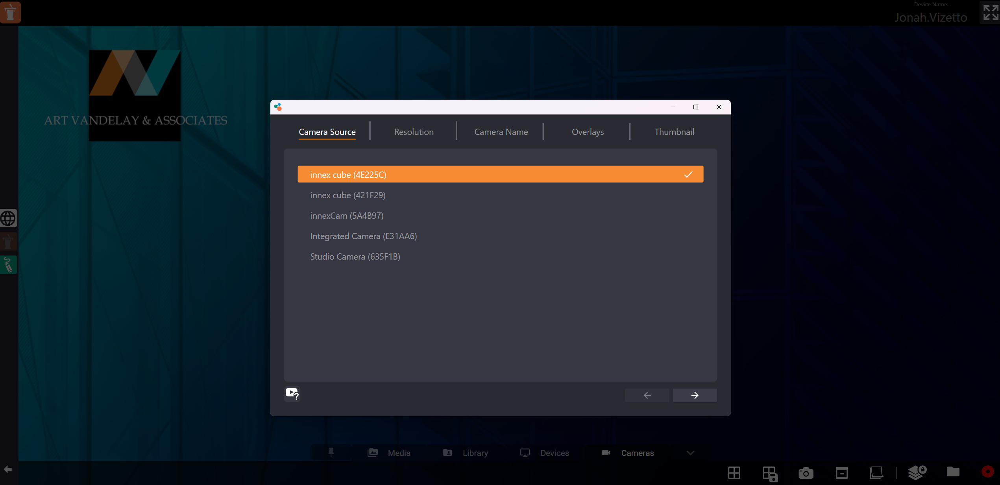 Device Name:
Jonah.Vizetto
ART VANDELAY & ASSOCIATES
Camera Source
Resolution
Camera Name
Overlays
Thumbnail
innex cube (4E225C)
innex cube (421F29)
innexCam (5A4B97)
Integrated Camera (E31AA6)
Studio Camera (635F1B)
Media
Library
Devices
Cameras